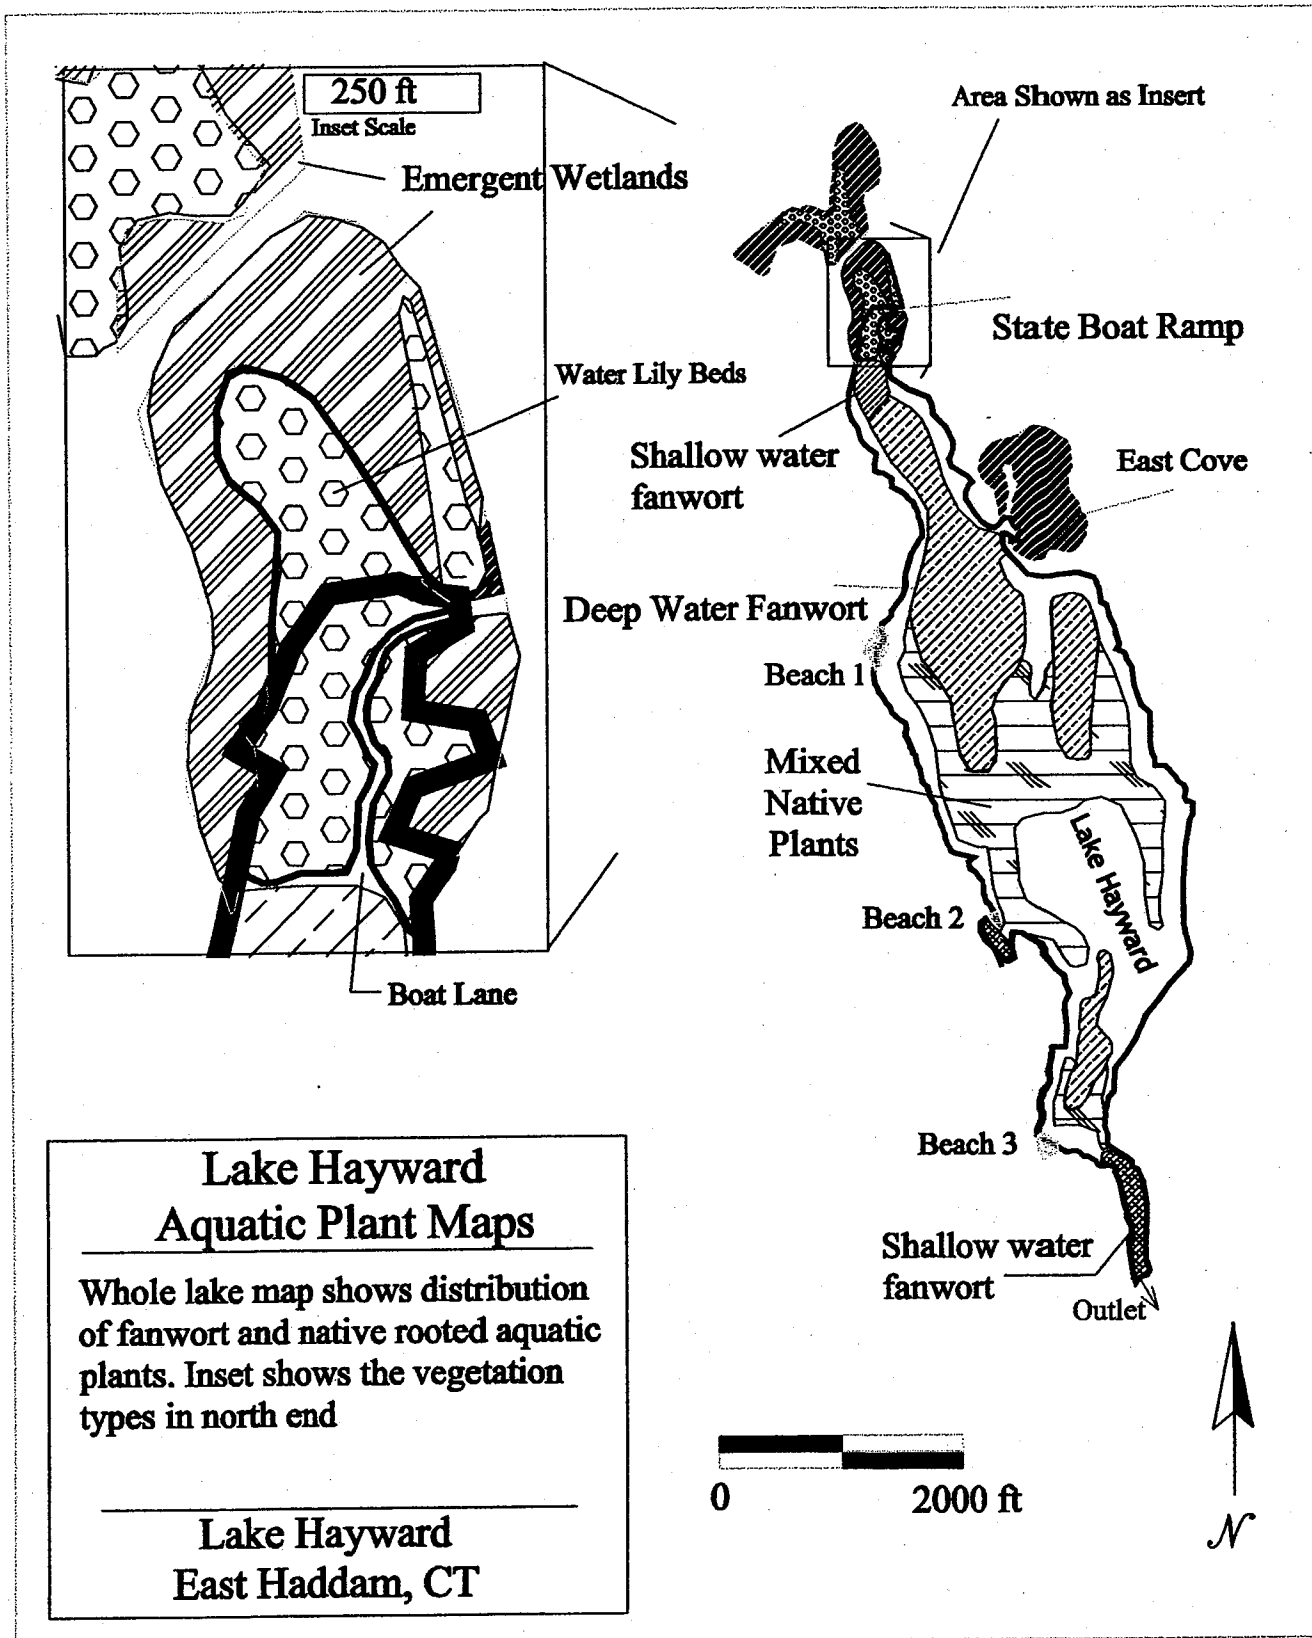 250 ft
Inset Scale
Emergent Wetlands
Water Lily Beds
Boat Lane
Area Shown as Insert
State Boat Ramp
Shallow water
fanwort
East Cove
Deep Water Fanwort
Beach 1
Mixed
Native
Plants
Lake Hayward
Beach 2
Beach 3
Shallow water
fanwort
Outlet
Lake Hayward
Aquatic Plant Maps
Whole lake map shows distribution
of fanwort and native rooted aquatic
plants. Inset shows the vegetation
types in north end
Lake Hayward
East Haddam, CT
0 2000 ft
N